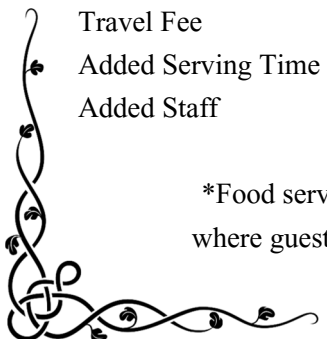 Travel Fee
Added Serving Time
Added Staff
*Food serv
where guest